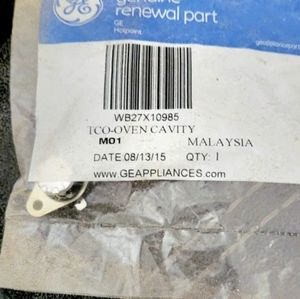 genuine
renewal part
GE
Hotpoint
geappliancepart
WB27X10985
TCO-OVEN CAVITY
M01 MALAYSIA
DATE 08/13/15 QTY: 1
www.GEAPPLIANCES.com